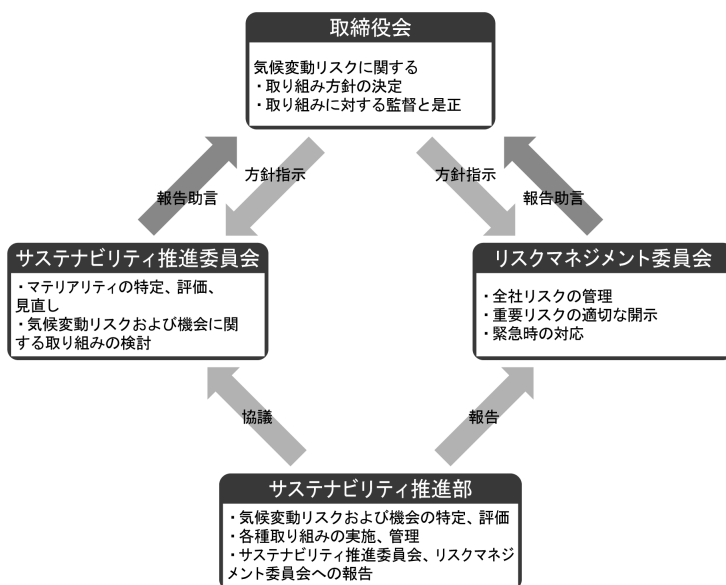 取締役会
気候変動リスクに関する
・取り組み方針の決定
・取り組みに対する監督と是正
報告助言
方針指示
方針指示
報告助言
サステナビリティ推進委員会
・マテリアリティの特定、評価、
見直し
・気候変動リスクおよび機会に関
する取り組みの検討
リスクマネジメント委員会
・全社リスクの管理
・重要リスクの適切な開示
・緊急時の対応
協議
報告
サステナビリティ推進部
・気候変動リスクおよび機会の特定、評価
・各種取り組みの実施、管理
・サステナビリティ推進委員会、リスクマネジ
メント委員会への報告